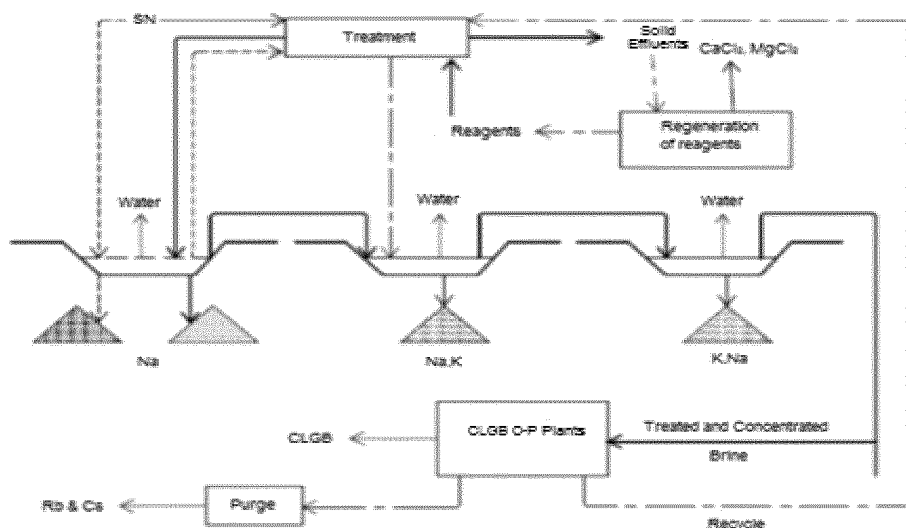 SN
Treatment
Solid
Effluents
CaCl₂, MgCl₂
Reagents
Regeneration
of reagents
Water
Water
Water
Na
Na,K
K,Na
CLGB
CLGB O-P Plants
Treated and Concentrated
Brine
Rb & Cs
Purge
Recycle